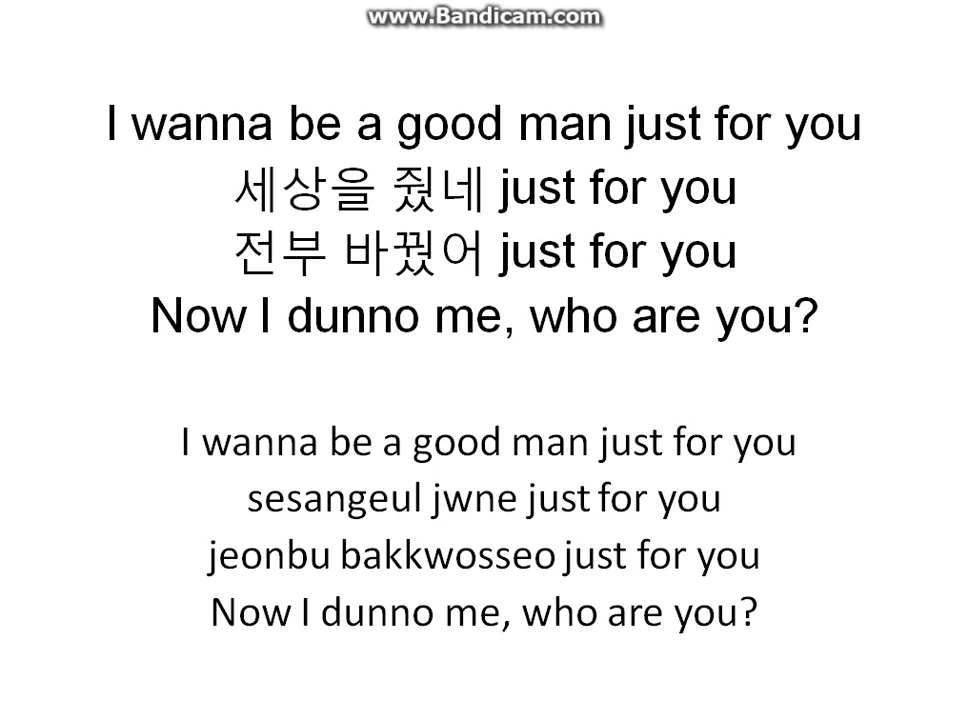 www.Bandicam.com
I wanna be a good man just for you
세상을 줬네 just for you
전부 바꿨어 just for you
Now I dunno me, who are you?
I wanna be a good man just for you
sesangeul jwne just for you
jeonbu bakkwosseo just for you
Now I dunno me, who are you?